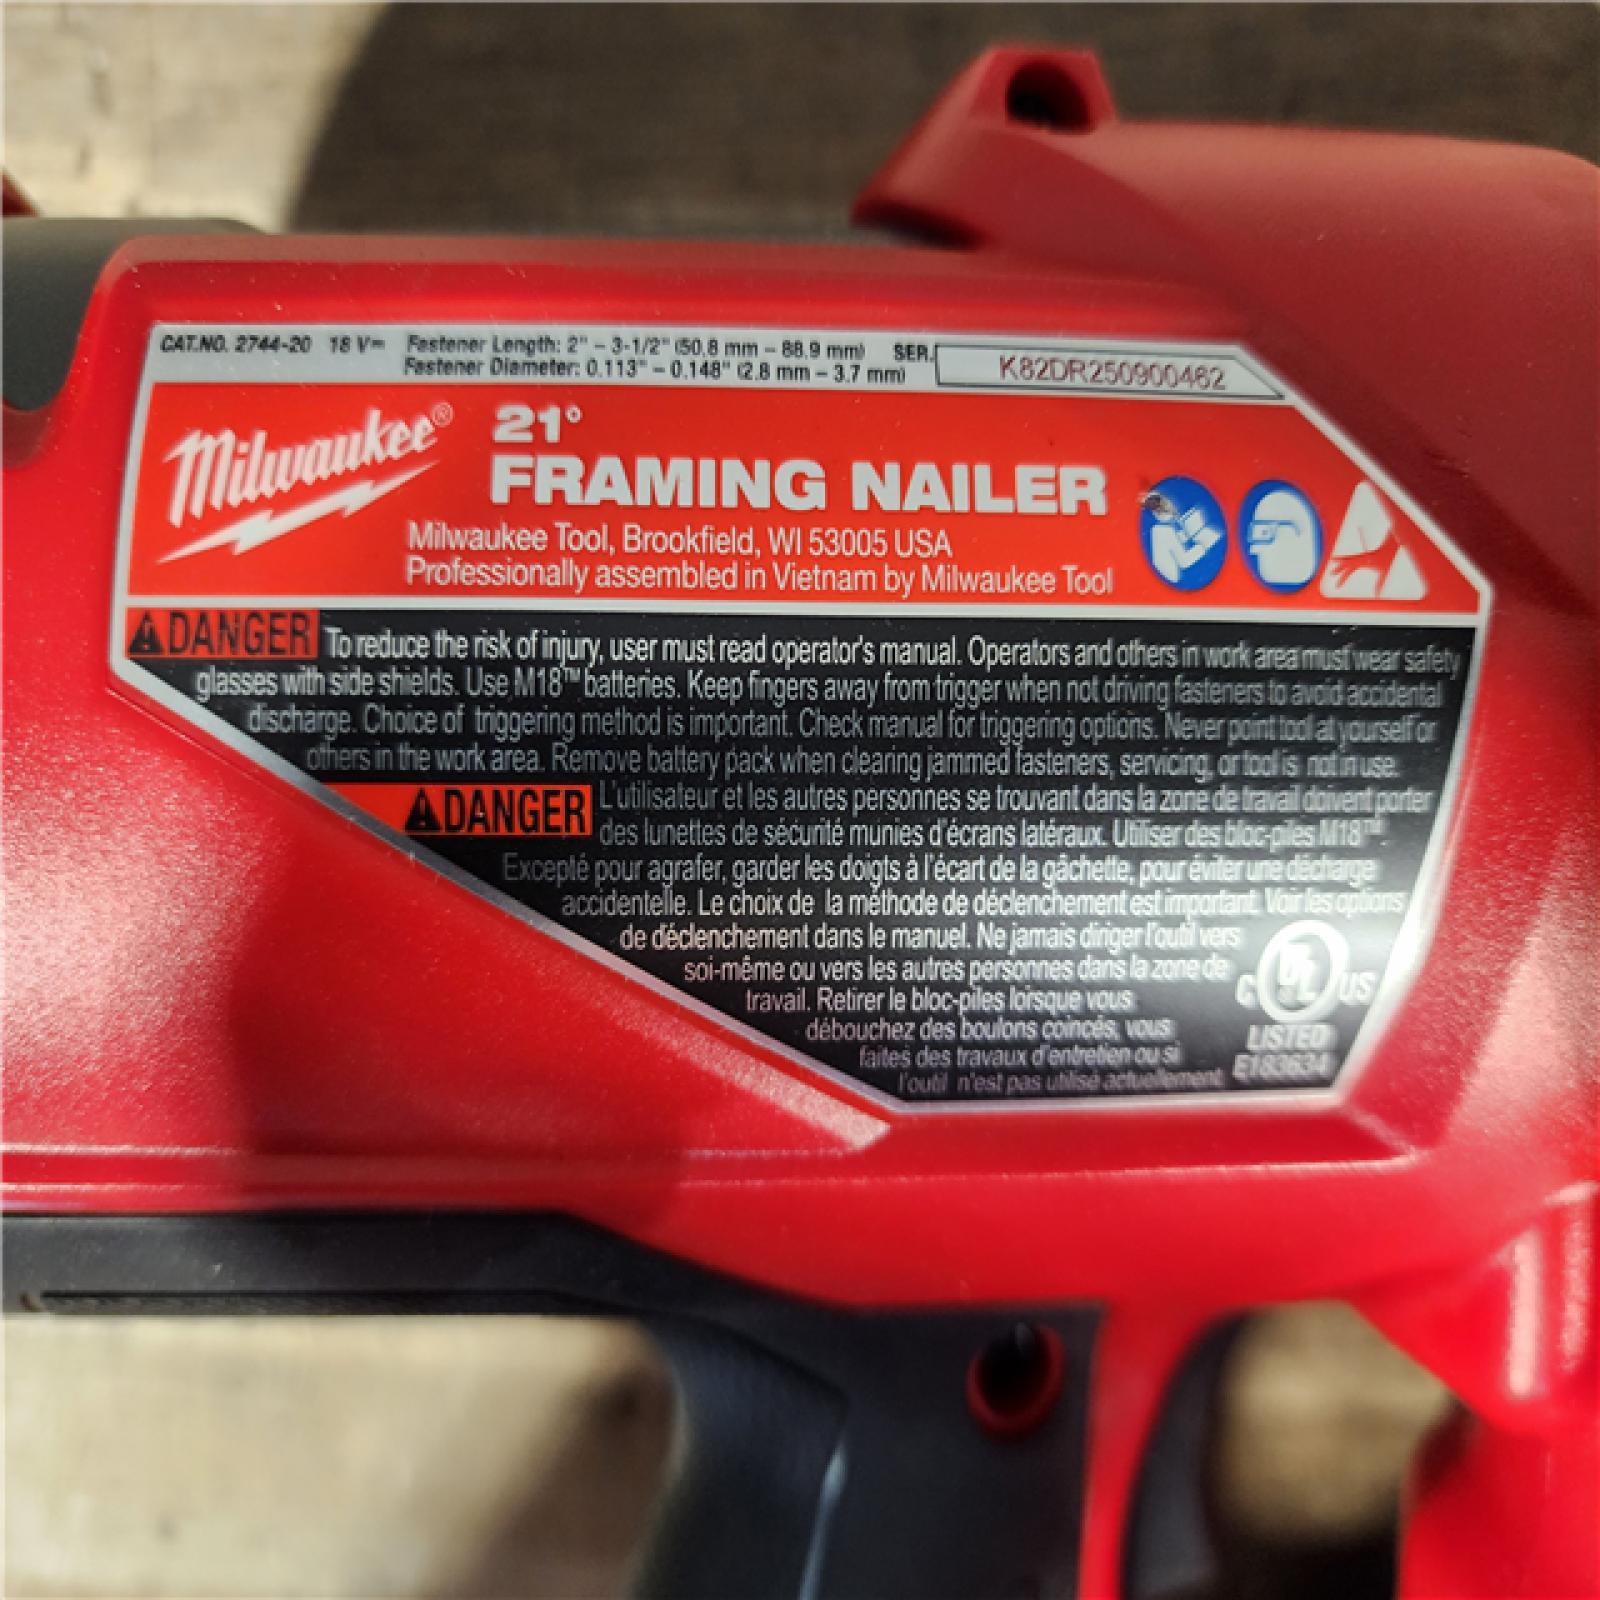 CAT.NO. 2744-20 18 V⎓ Fastener Length: 2" – 3-1/2" (50.8 mm – 88.9 mm) SER.
Fastener Diameter: 0.113" – 0.148" (2.8 mm – 3.7 mm)
K82DR250900462
Milwaukee®
21°
FRAMING NAILER
Milwaukee Tool, Brookfield, WI 53005 USA
Professionally assembled in Vietnam by Milwaukee Tool
DANGER To reduce the risk of injury, user must read operator's manual. Operators and others in work area must wear safety
glasses with side shields. Use M18™ batteries. Keep fingers away from trigger when not driving fasteners to avoid accidental
discharge. Choice of triggering method is important. Check manual for triggering options. Never point tool at yourself or
others in the work area. Remove battery pack when clearing jammed fasteners, servicing, or tool is not in use.
DANGER L'utilisateur et les autres personnes se trouvant dans la zone de travail doivent porter
des lunettes de sécurité munies d'écrans latéraux. Utiliser des bloc-piles M18™.
Excepté pour agrafer, garder les doigts à l'écart de la gâchette, pour éviter une décharge
accidentelle. Le choix de la méthode de déclenchement est important. Voir les options
de déclenchement dans le manuel. Ne jamais diriger l'outil vers
soi-même ou vers les autres personnes dans la zone de
travail. Retirer le bloc-piles lorsque vous
débouchez des boulons coincés, vous
faites des travaux d'entretien ou si
l'outil n'est pas utilisé actuellement.
C UL US
LISTED
E183634